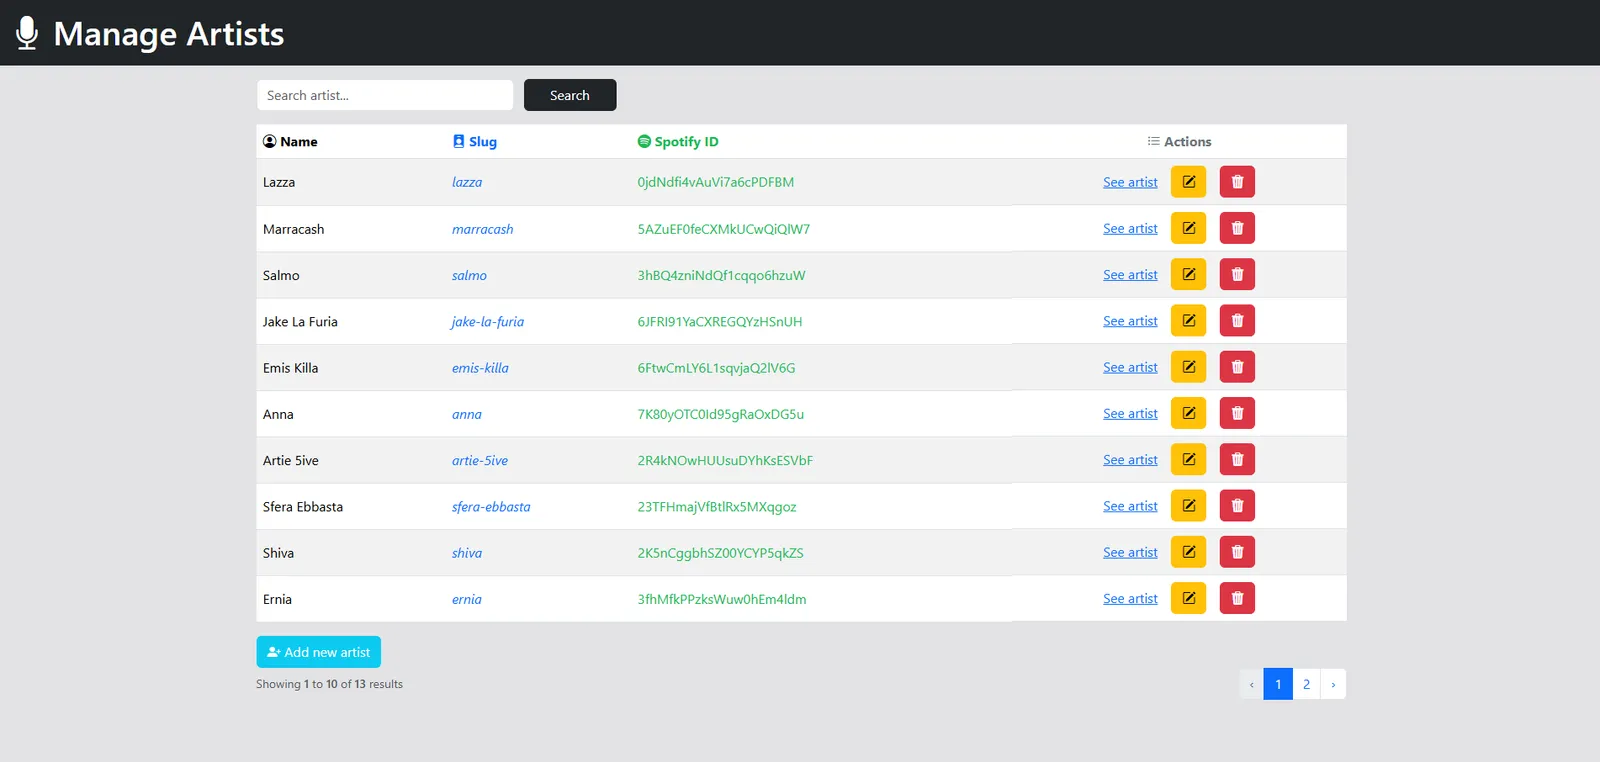 Manage Artists
Search artist...
Search
Name Slug Spotify ID Actions
Lazza lazza 0jdNdfi4vAuVi7a6cPDFBM See artist
Marracash marracash 5AZuEF0feCXMkUCwQiQlW7 See artist
Salmo salmo 3hBQ4zniNdQf1cqqo6hzuW See artist
Jake La Furia jake-la-furia 6JFRI91YaCXREGQYzHSnUH See artist
Emis Killa emis-killa 6FtwCmLY6L1sqvjaQ2lV6G See artist
Anna anna 7K80yOTC0Id95gRaOxDG5u See artist
Artie 5ive artie-5ive 2R4kNOwHUUsuDYhKsESVbF See artist
Sfera Ebbasta sfera-ebbasta 23TFHmajVfBtlRx5MXqgoz See artist
Shiva shiva 2K5nCggbhSZ00YCYP5qkZS See artist
Ernia ernia 3fhMfkPPzksWuw0hEm4ldm See artist
Add new artist
Showing 1 to 10 of 13 results
‹ 1 2 ›